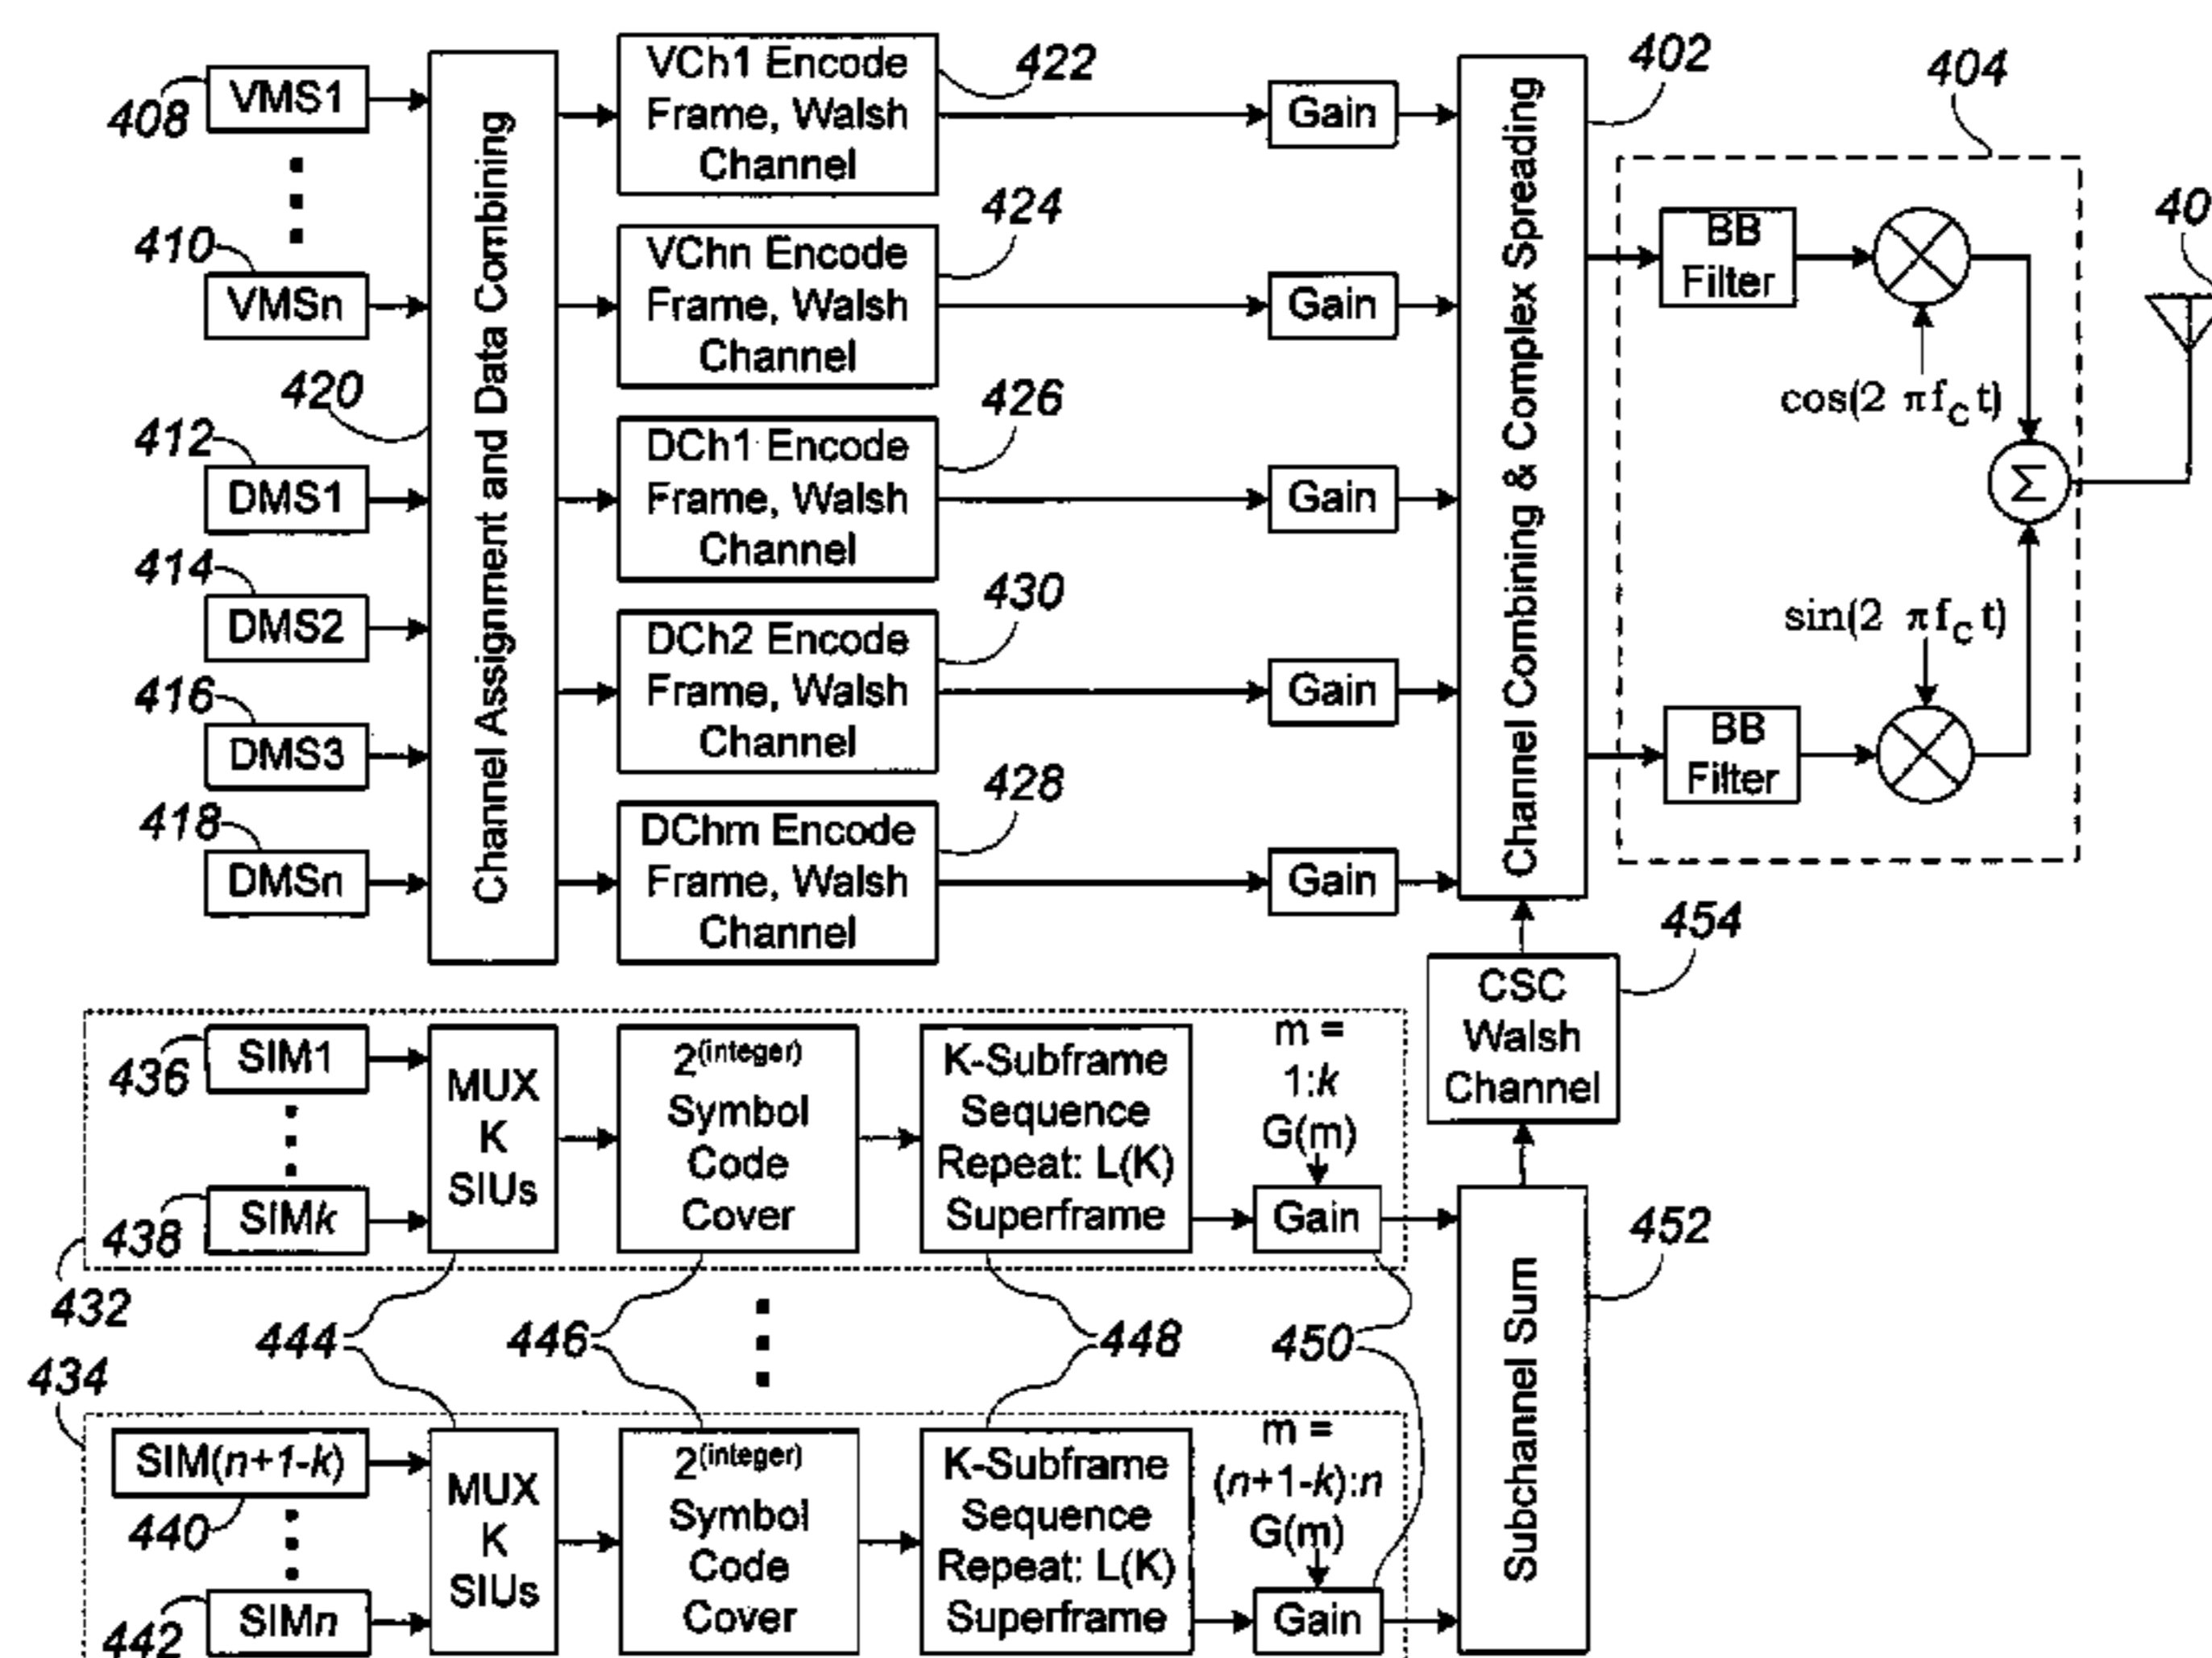 408
VMS1
410
VMSn
420
412
DMS1
414
DMS2
416
DMS3
418
DMSn
Channel Assignment and Data Combining
VCh1 Encode
Frame, Walsh
Channel
422
Gain
VChn Encode
Frame, Walsh
Channel
424
Gain
DCh1 Encode
Frame, Walsh
Channel
426
Gain
DCh2 Encode
Frame, Walsh
Channel
430
Gain
DChm Encode
Frame, Walsh
Channel
428
Gain
Channel Combining & Complex Spreading
402
404
40
BB
Filter
cos(2 πf_C t)
Σ
sin(2 πf_C t)
BB
Filter
CSC
Walsh
Channel
454
436
SIM1
438
SIMk
432
MUX
K
SIUs
2^(integer)
Symbol
Code
Cover
K-Subframe
Sequence
Repeat: L(K)
Superframe
m =
1:k
G(m)
Gain
452
Subchannel Sum
444
446
448
450
434
SIM(n+1-k)
440
442
SIMn
MUX
K
SIUs
2^(integer)
Symbol
Code
Cover
K-Subframe
Sequence
Repeat: L(K)
Superframe
m =
(n+1-k):n
G(m)
Gain